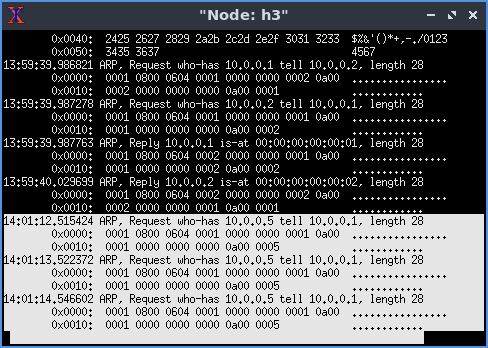 "Node: h3"
0x0040: 2425 2627 2829 2a2b 2c2d 2e2f 3031 3233 $%&'()*+,-./0123
0x0050: 3435 3637 4567
13:59:39.986821 ARP, Request who-has 10.0.0.1 tell 10.0.0.2, length 28
0x0000: 0001 0800 0604 0001 0000 0000 0002 0a00 ................
0x0010: 0002 0000 0000 0000 0a00 0001 ............
13:59:39.987278 ARP, Request who-has 10.0.0.2 tell 10.0.0.1, length 28
0x0000: 0001 0800 0604 0001 0000 0000 0001 0a00 ................
0x0010: 0001 0000 0000 0000 0a00 0002 ............
13:59:39.987763 ARP, Reply 10.0.0.1 is-at 00:00:00:00:00:01, length 28
0x0000: 0001 0800 0604 0002 0000 0000 0001 0a00 ................
0x0010: 0001 0000 0000 0002 0a00 0002 ............
13:59:40.029699 ARP, Reply 10.0.0.2 is-at 00:00:00:00:00:02, length 28
0x0000: 0001 0800 0604 0002 0000 0000 0002 0a00 ................
0x0010: 0002 0000 0000 0001 0a00 0001 ............
14:01:12.515424 ARP, Request who-has 10.0.0.5 tell 10.0.0.1, length 28
0x0000: 0001 0800 0604 0001 0000 0000 0001 0a00 ................
0x0010: 0001 0000 0000 0000 0a00 0005 ............
14:01:13.522372 ARP, Request who-has 10.0.0.5 tell 10.0.0.1, length 28
0x0000: 0001 0800 0604 0001 0000 0000 0001 0a00 ................
0x0010: 0001 0000 0000 0000 0a00 0005 ............
14:01:14.546602 ARP, Request who-has 10.0.0.5 tell 10.0.0.1, length 28
0x0000: 0001 0800 0604 0001 0000 0000 0001 0a00 ................
0x0010: 0001 0000 0000 0000 0a00 0005 ............